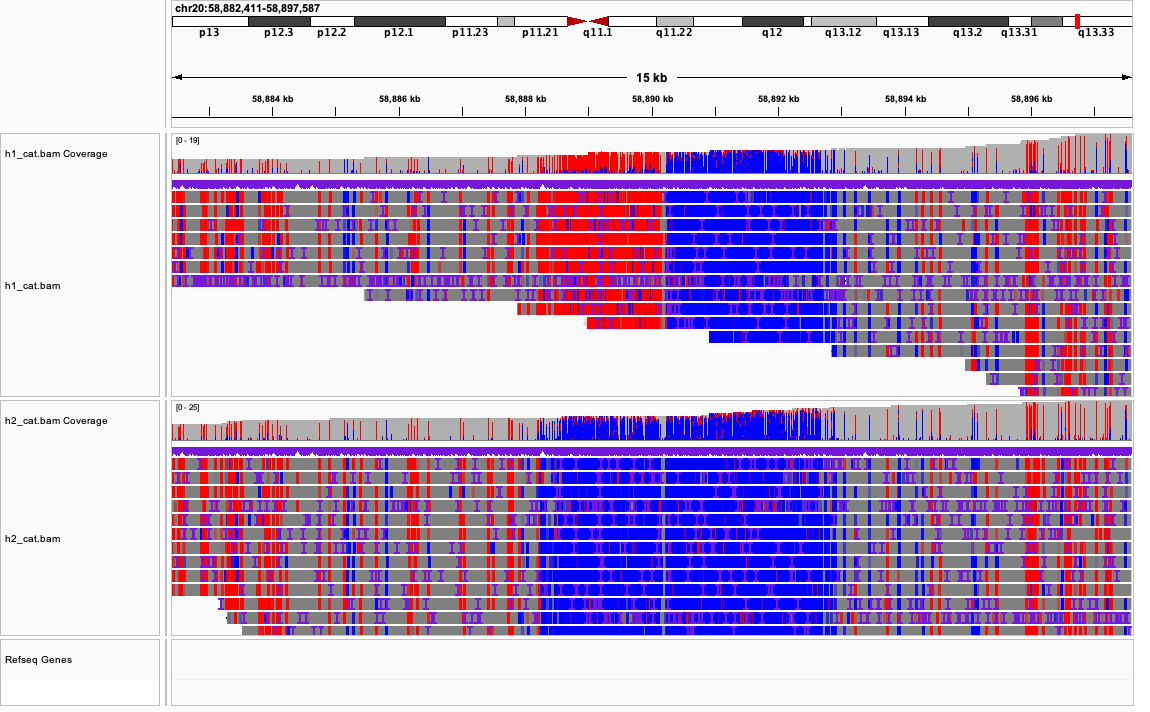 chr20:58,882,411-58,897,587
p13 p12.3 p12.2 p12.1 p11.23 p11.21 q11.1 q11.22 q12 q13.12 q13.13 q13.2 q13.31 q13.33
15 kb
58,884 kb 58,886 kb 58,888 kb 58,890 kb 58,892 kb 58,894 kb 58,896 kb
[0 - 19]
h1_cat.bam Coverage
h1_cat.bam
[0 - 25]
h2_cat.bam Coverage
h2_cat.bam
Refseq Genes